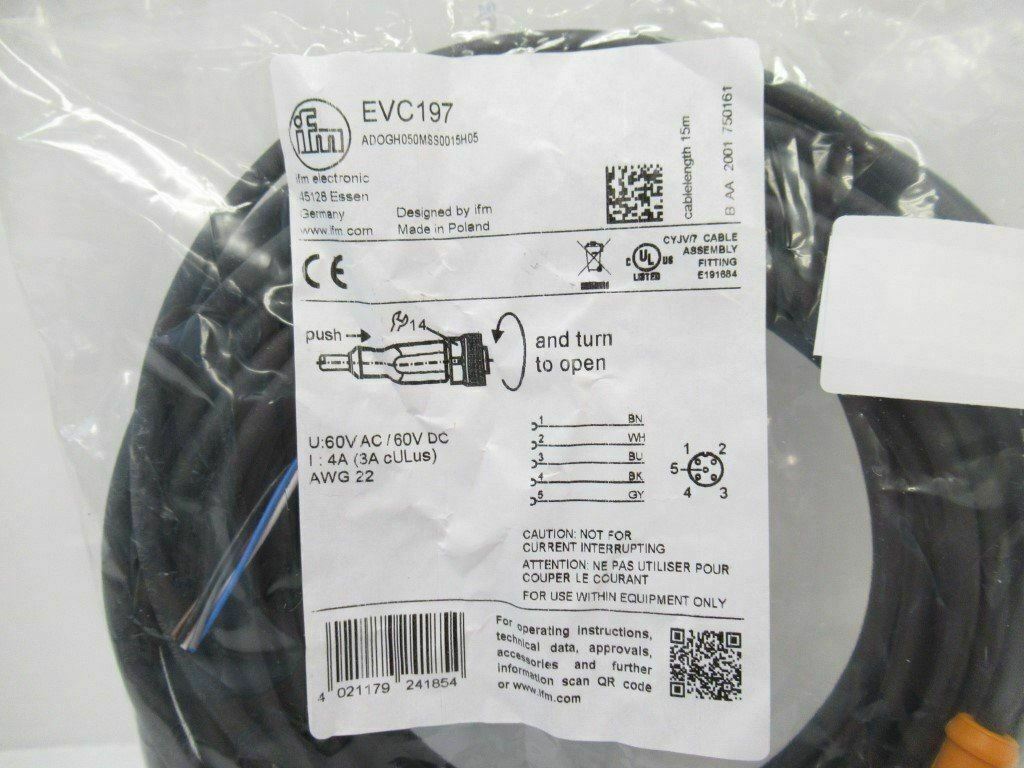 ifm
EVC197
ADOGH050MSS0015H05
ifm electronic
45128 Essen
Germany
www.ifm.com
Designed by ifm
Made in Poland
cablelength 15m
B AA 2001 750161
CE
c UL US
LISTED
CYJV/7 CABLE
ASSEMBLY
FITTING
E191684
push
14
and turn
to open
U:60V AC / 60V DC
I : 4A (3A cULus)
AWG 22
1 BN
2 WH
3 BU
4 BK
5 GY
1 2
5
4 3
CAUTION: NOT FOR
CURRENT INTERRUPTING
ATTENTION: NE PAS UTILISER POUR
COUPER LE COURANT
FOR USE WITHIN EQUIPMENT ONLY
4 021179 241854
For operating instructions,
technical data, approvals,
accessories and further
information scan QR code
or www.ifm.com